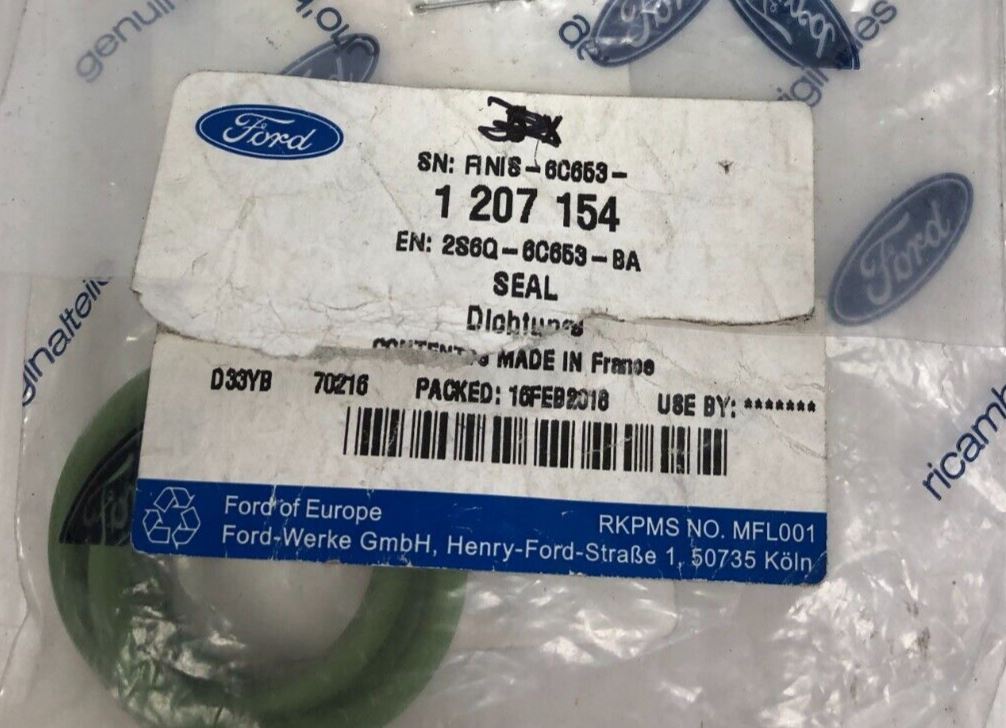 genuin
Ford
Ford
SN: FINIS-6C653-
1 207 154
EN: 2S6Q-6C653-BA
SEAL
Dichtung
MADE IN France
D33YB 70216 PACKED: 16FEB2016 USE BY: *******
Ford of Europe
RKPMS NO. MFL001
Ford-Werke GmbH, Henry-Ford-Straße 1, 50735 Köln
Ford
ginalteile
ricamb